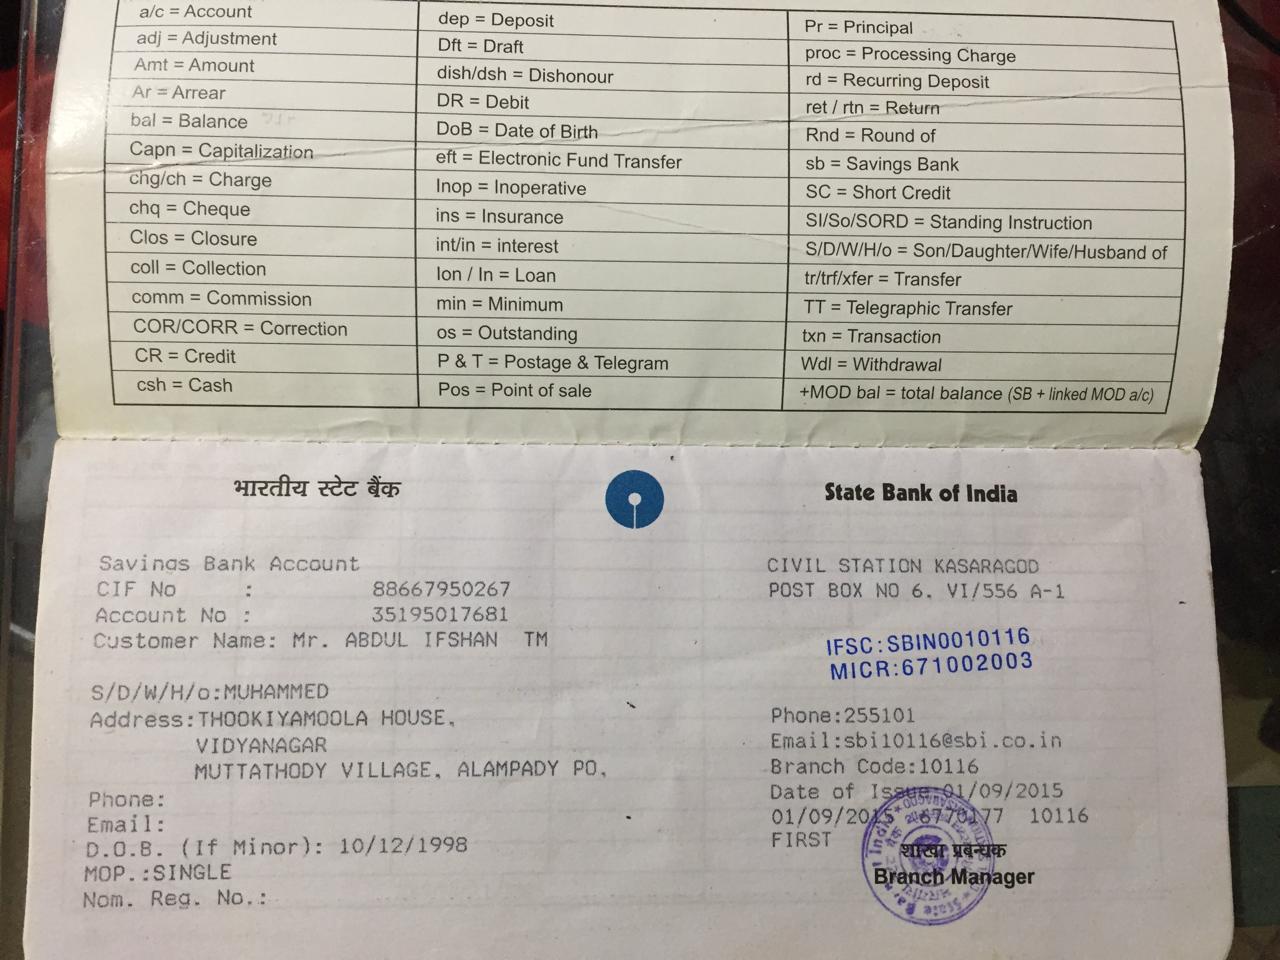 a/c = Account
adj = Adjustment
Amt = Amount
Ar = Arrear
bal = Balance
Capn = Capitalization
chg/ch = Charge
chq = Cheque
Clos = Closure
coll = Collection
comm = Commission
COR/CORR = Correction
CR = Credit
csh = Cash
dep = Deposit
Dft = Draft
dish/dsh = Dishonour
DR = Debit
DoB = Date of Birth
eft = Electronic Fund Transfer
Inop = Inoperative
ins = Insurance
int/in = interest
lon / ln = Loan
min = Minimum
os = Outstanding
P & T = Postage & Telegram
Pos = Point of sale
Pr = Principal
proc = Processing Charge
rd = Recurring Deposit
ret / rtn = Return
Rnd = Round of
sb = Savings Bank
SC = Short Credit
SI/So/SORD = Standing Instruction
S/D/W/H/o = Son/Daughter/Wife/Husband of
tr/trf/xfer = Transfer
TT = Telegraphic Transfer
txn = Transaction
Wdl = Withdrawal
+MOD bal = total balance (SB + linked MOD a/c)
भारतीय स्टेट बैंक
State Bank of India
Savings Bank Account
CIF No : 88667950267
Account No : 35195017681
Customer Name: Mr. ABDUL IFSHAN TM
S/D/W/H/o:MUHAMMED
Address:THOOKIYAMOOLA HOUSE,
VIDYANAGAR
MUTTATHODY VILLAGE, ALAMPADY PO,
Phone:
Email:
D.O.B. (If Minor): 10/12/1998
MOP.:SINGLE
Nom. Reg. No.:
CIVIL STATION KASARAGOD
POST BOX NO 6, VI/556 A-1
IFSC:SBIN0010116
MICR:671002003
Phone:255101
Email:sbi10116@sbi.co.in
Branch Code:10116
Date of Issue 01/09/2015
01/09/2015 10116
FIRST
शाखा प्रबन्धक
Branch Manager